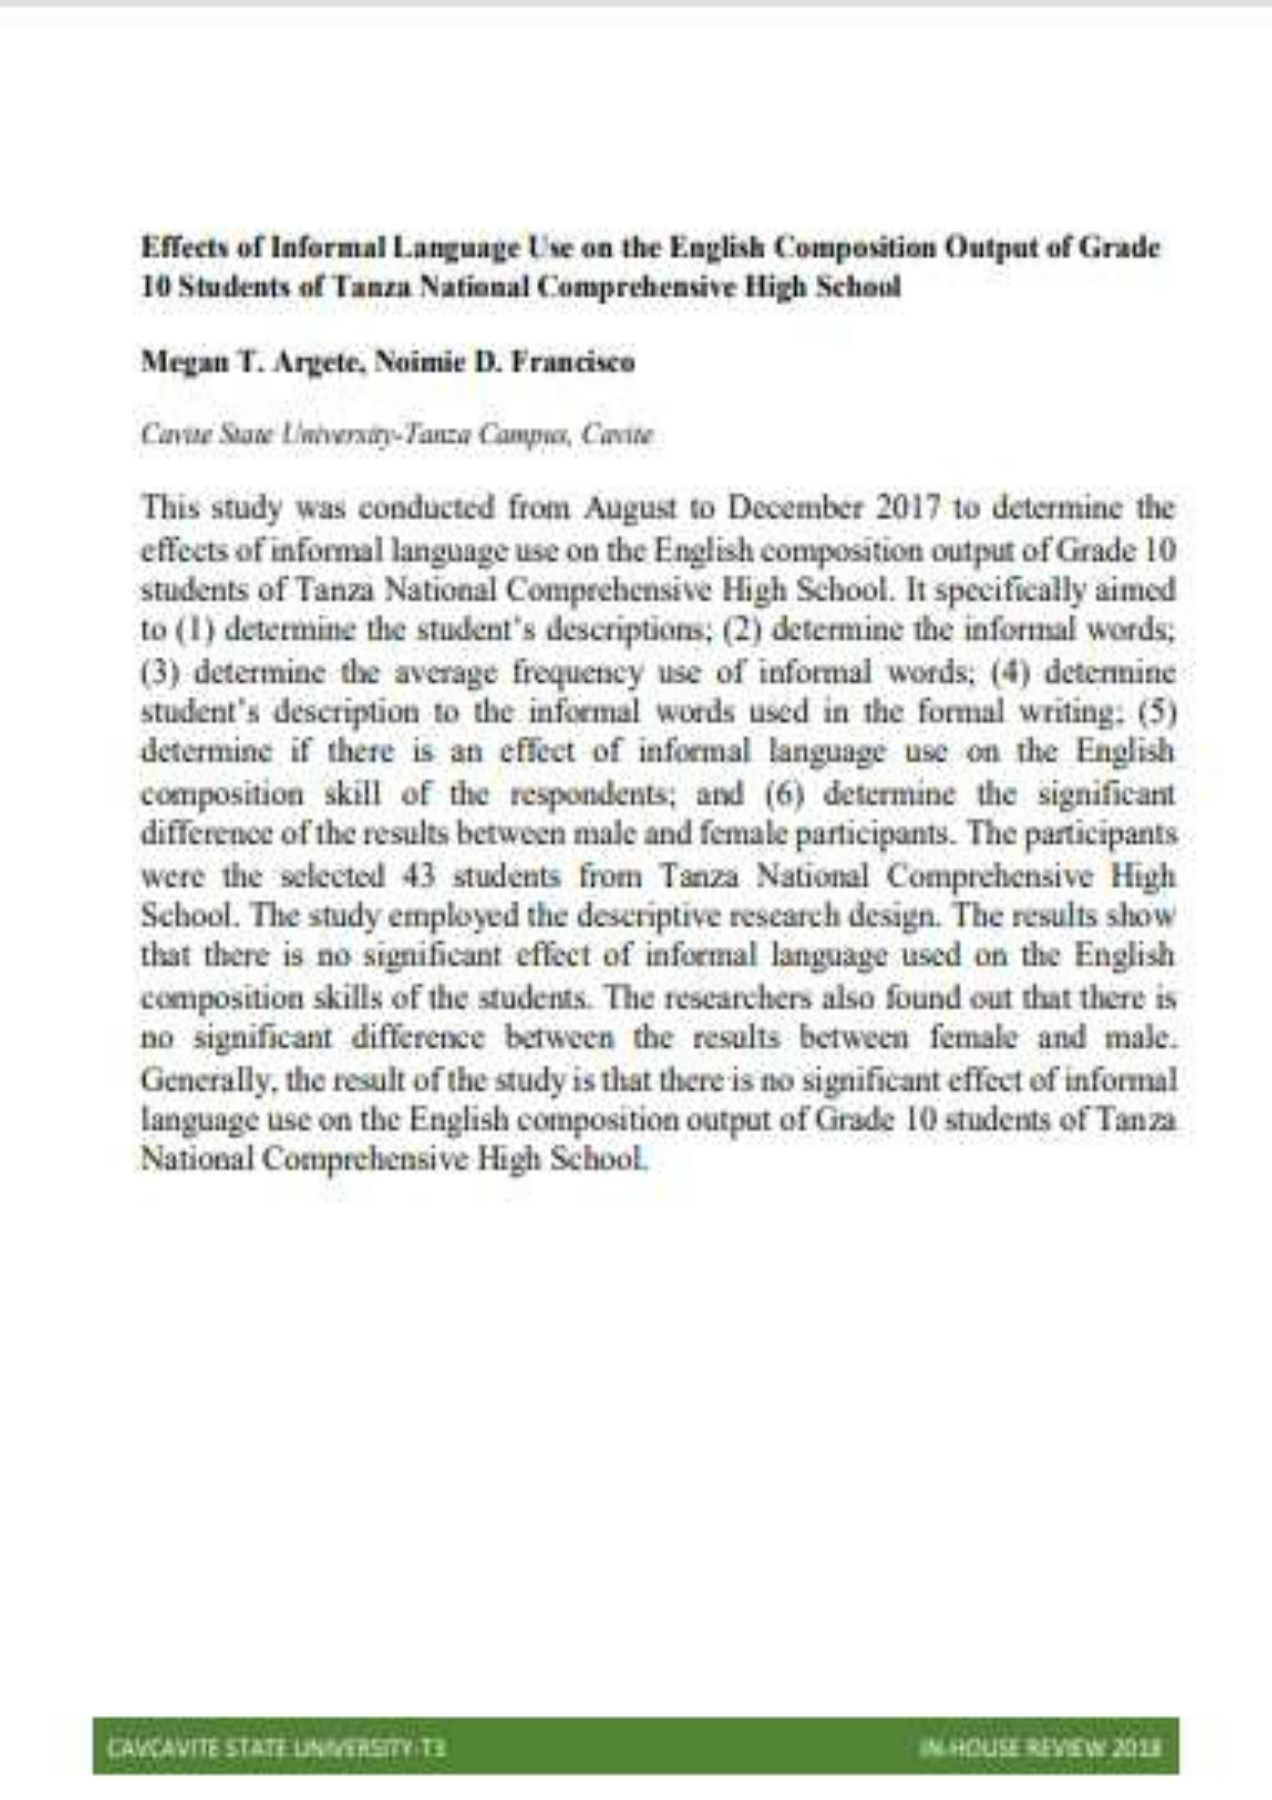 Effects of Informal Language Use on the English Composition Output of Grade
10 Students of Tanza National Comprehensive High School
Megan T. Argete, Noimie D. Francisco
Cavite State University-Tanza Campus, Cavite
This study was conducted from August to December 2017 to determine the
effects of informal language use on the English composition output of Grade 10
students of Tanza National Comprehensive High School. It specifically aimed
to (1) determine the student's descriptions; (2) determine the informal words;
(3) determine the average frequency use of informal words; (4) determine
student's description to the informal words used in the formal writing; (5)
determine if there is an effect of informal language use on the English
composition skill of the respondents; and (6) determine the significant
difference of the results between male and female participants. The participants
were the selected 43 students from Tanza National Comprehensive High
School. The study employed the descriptive research design. The results show
that there is no significant effect of informal language used on the English
composition skills of the students. The researchers also found out that there is
no significant difference between the results between female and male.
Generally, the result of the study is that there is no significant effect of informal
language use on the English composition output of Grade 10 students of Tanza
National Comprehensive High School.
CAVCAVITE STATE UNIVERSITY-T3 IN-HOUSE REVIEW 2018